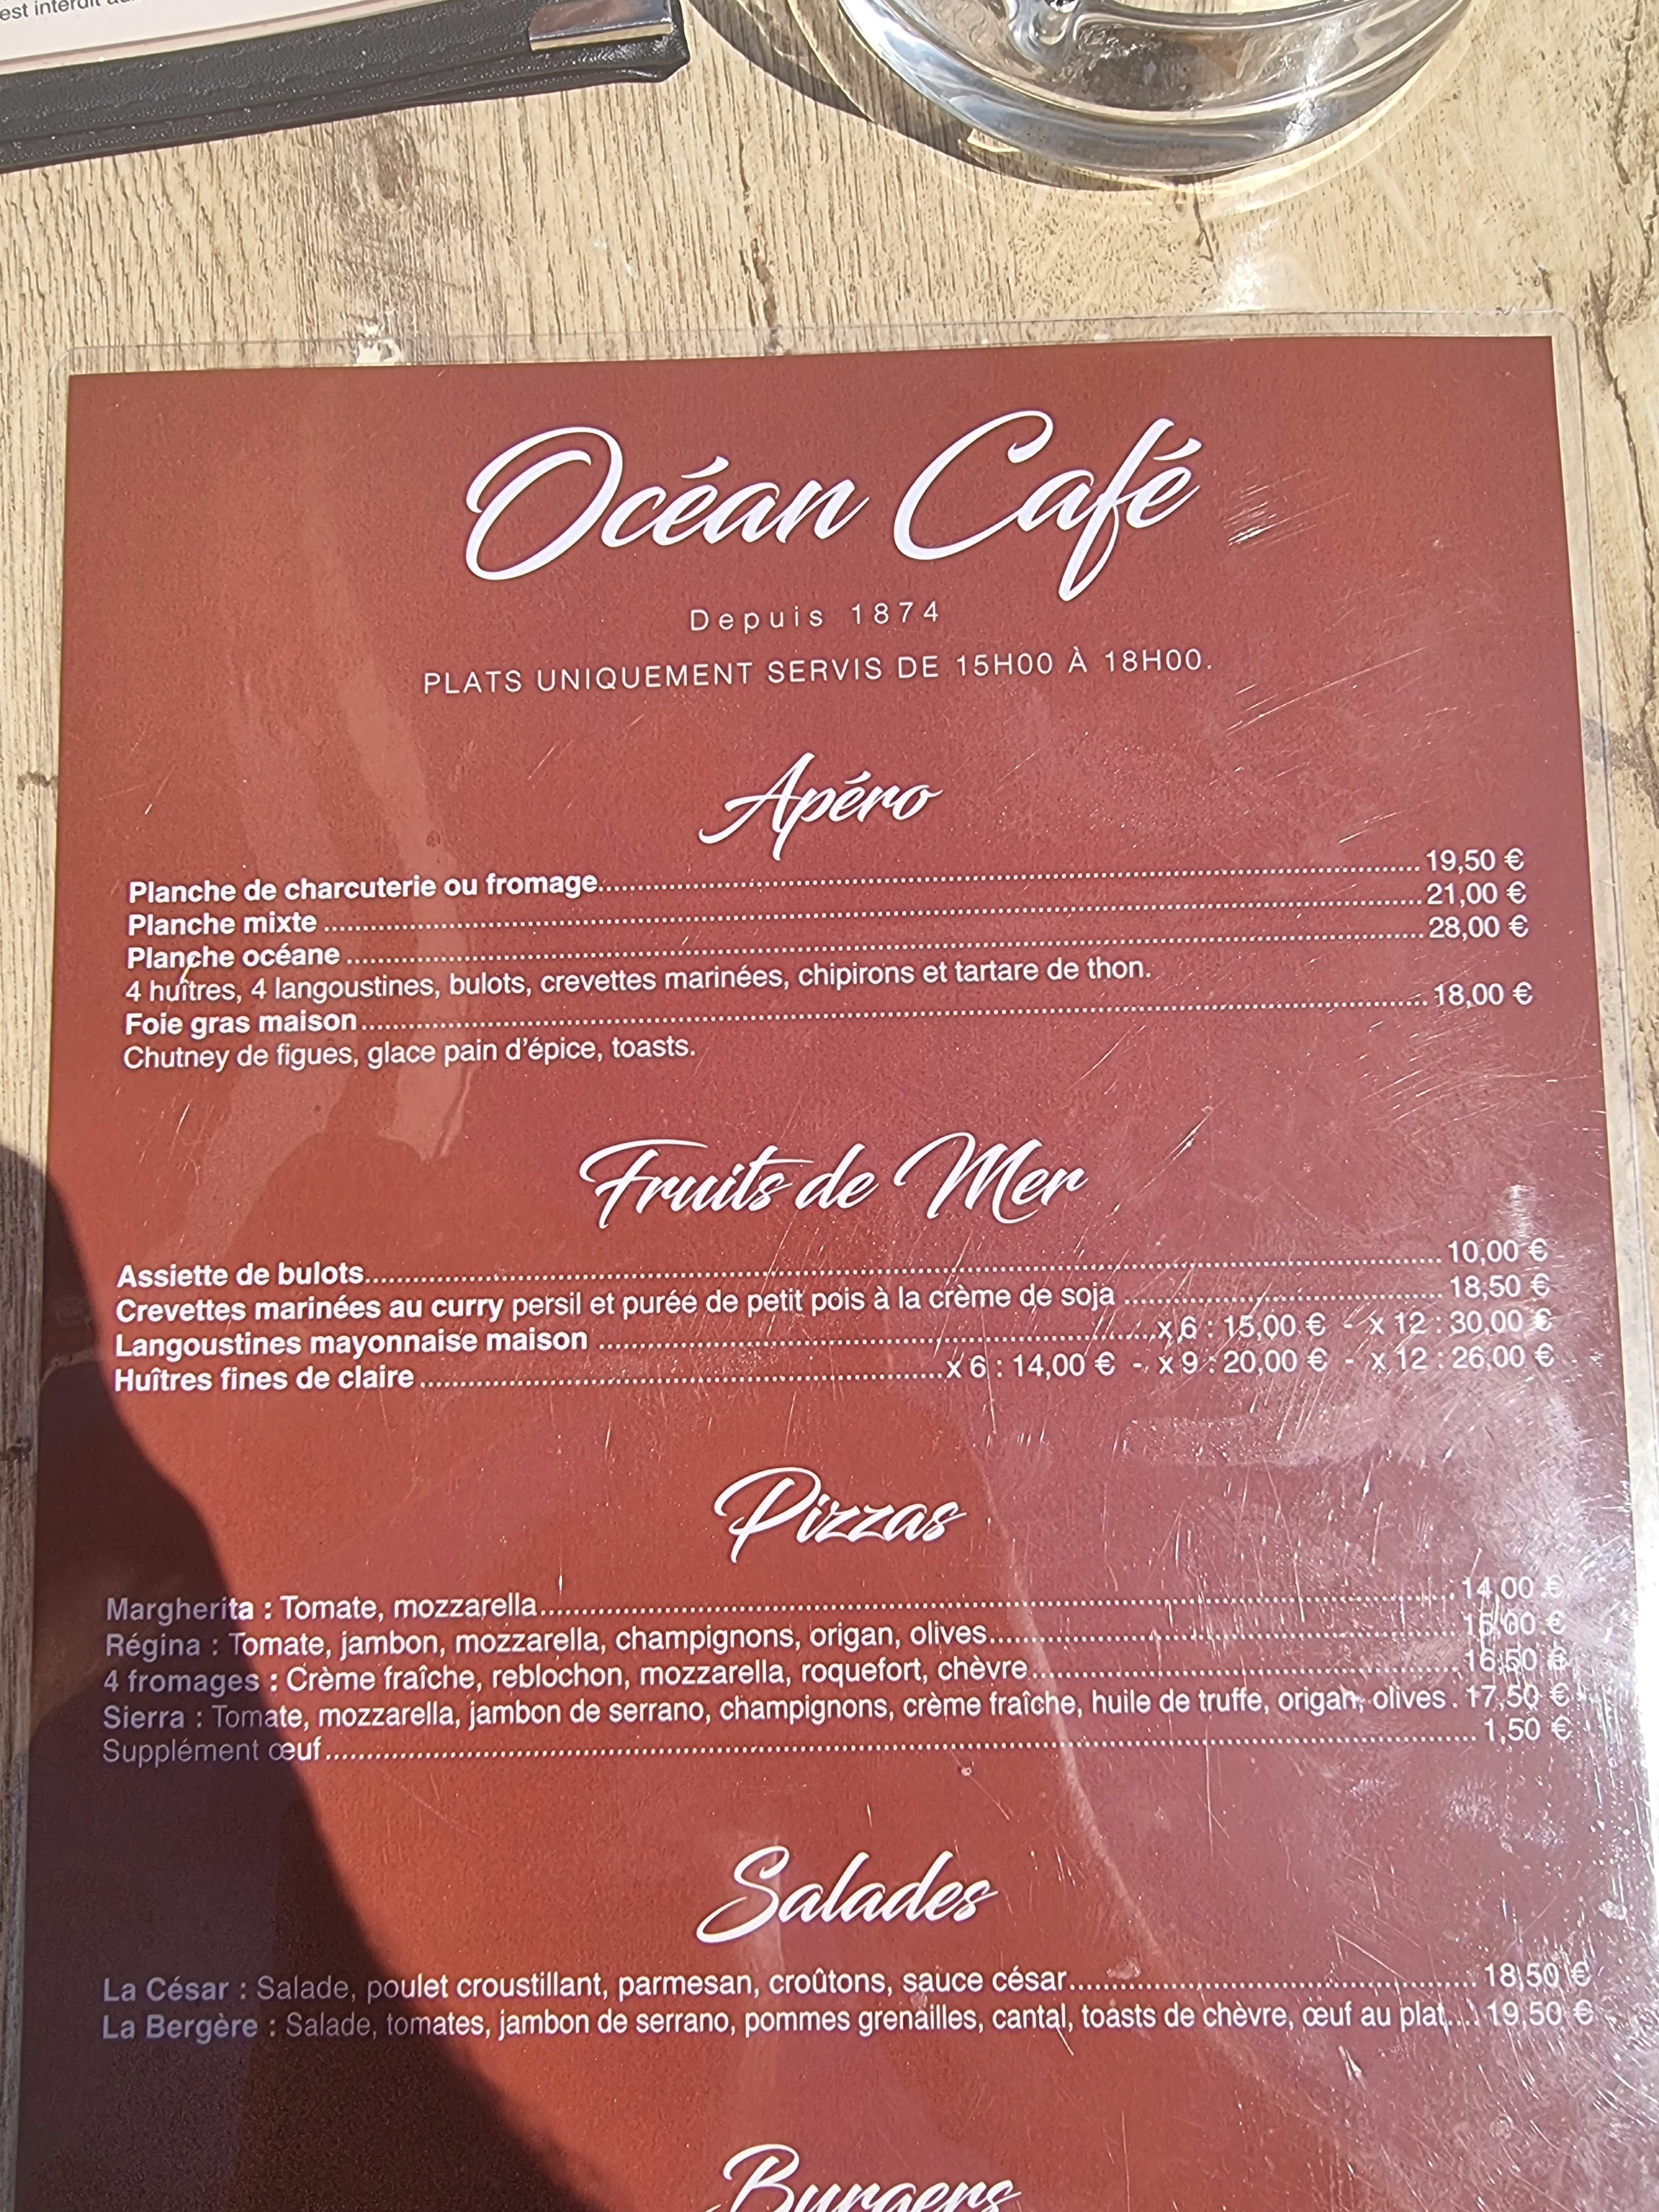 est interdit au
Océan Café
Depuis 1874
PLATS UNIQUEMENT SERVIS DE 15H00 À 18H00.
Apéro
Planche de charcuterie ou fromage 19,50 €
Planche mixte 21,00 €
Planche océane 28,00 €
4 huîtres, 4 langoustines, bulots, crevettes marinées, chipirons et tartare de thon.
Foie gras maison 18,00 €
Chutney de figues, glace pain d'épice, toasts.
Fruits de Mer
Assiette de bulots 10,00 €
Crevettes marinées au curry persil et purée de petit pois à la crème de soja 18,50 €
Langoustines mayonnaise maison x 6 : 15,00 € - x 12 : 30,00 €
Huîtres fines de claire x 6 : 14,00 € - x 9 : 20,00 € - x 12 : 26,00 €
Pizzas
Margherita : Tomate, mozzarella 14,00 €
Régina : Tomate, jambon, mozzarella, champignons, origan, olives €
4 fromages : Crème fraîche, reblochon, mozzarella, roquefort, chèvre 16,50 €
Sierra : Tomate, mozzarella, jambon de serrano, champignons, crème fraîche, huile de truffe, origan, olives . 17,50 €
Supplément œuf 1,50 €
Salades
La César : Salade, poulet croustillant, parmesan, croûtons, sauce césar 18,50 €
La Bergère : Salade, tomates, jambon de serrano, pommes grenailles, cantal, toasts de chèvre, œuf au plat 19,50 €
Burgers